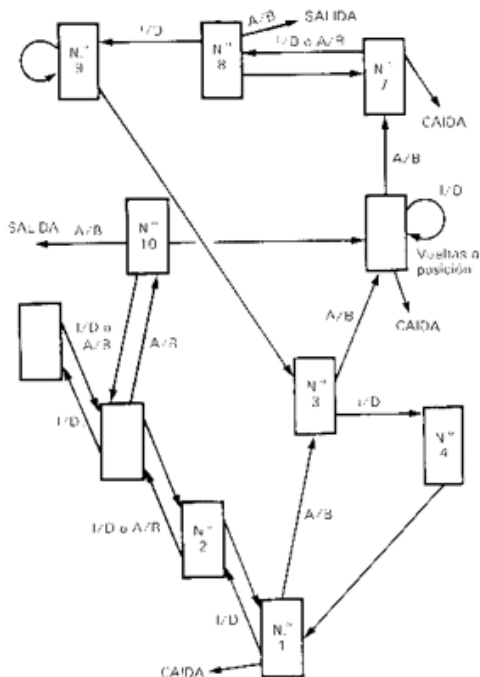 A/B
SALIDA
I/D
N.º
9
N.º
8
I/D o A/B
N.º
7
CAIDA
A/B
I/D
SALIDA
A/B
N.º
10
Vueltas a
posición
CAIDA
A/B
I/D o
A/B
A/B
I/D
N.º
3
I/D
N.º
4
A/B
I/D o A/B
N.º
2
I/D
N.º
1
CAIDA